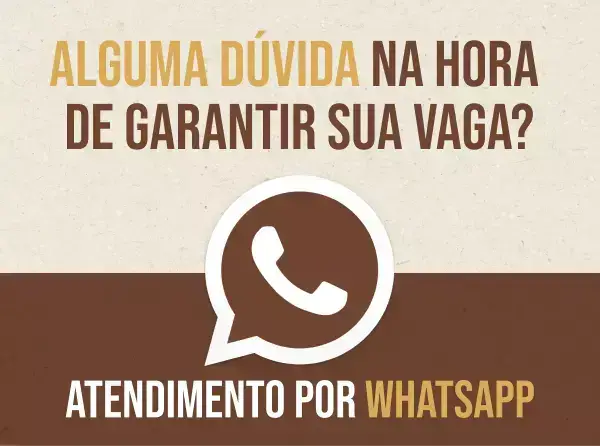 ALGUMA DÚVIDA NA HORA
DE GARANTIR SUA VAGA?
ATENDIMENTO POR WHATSAPP